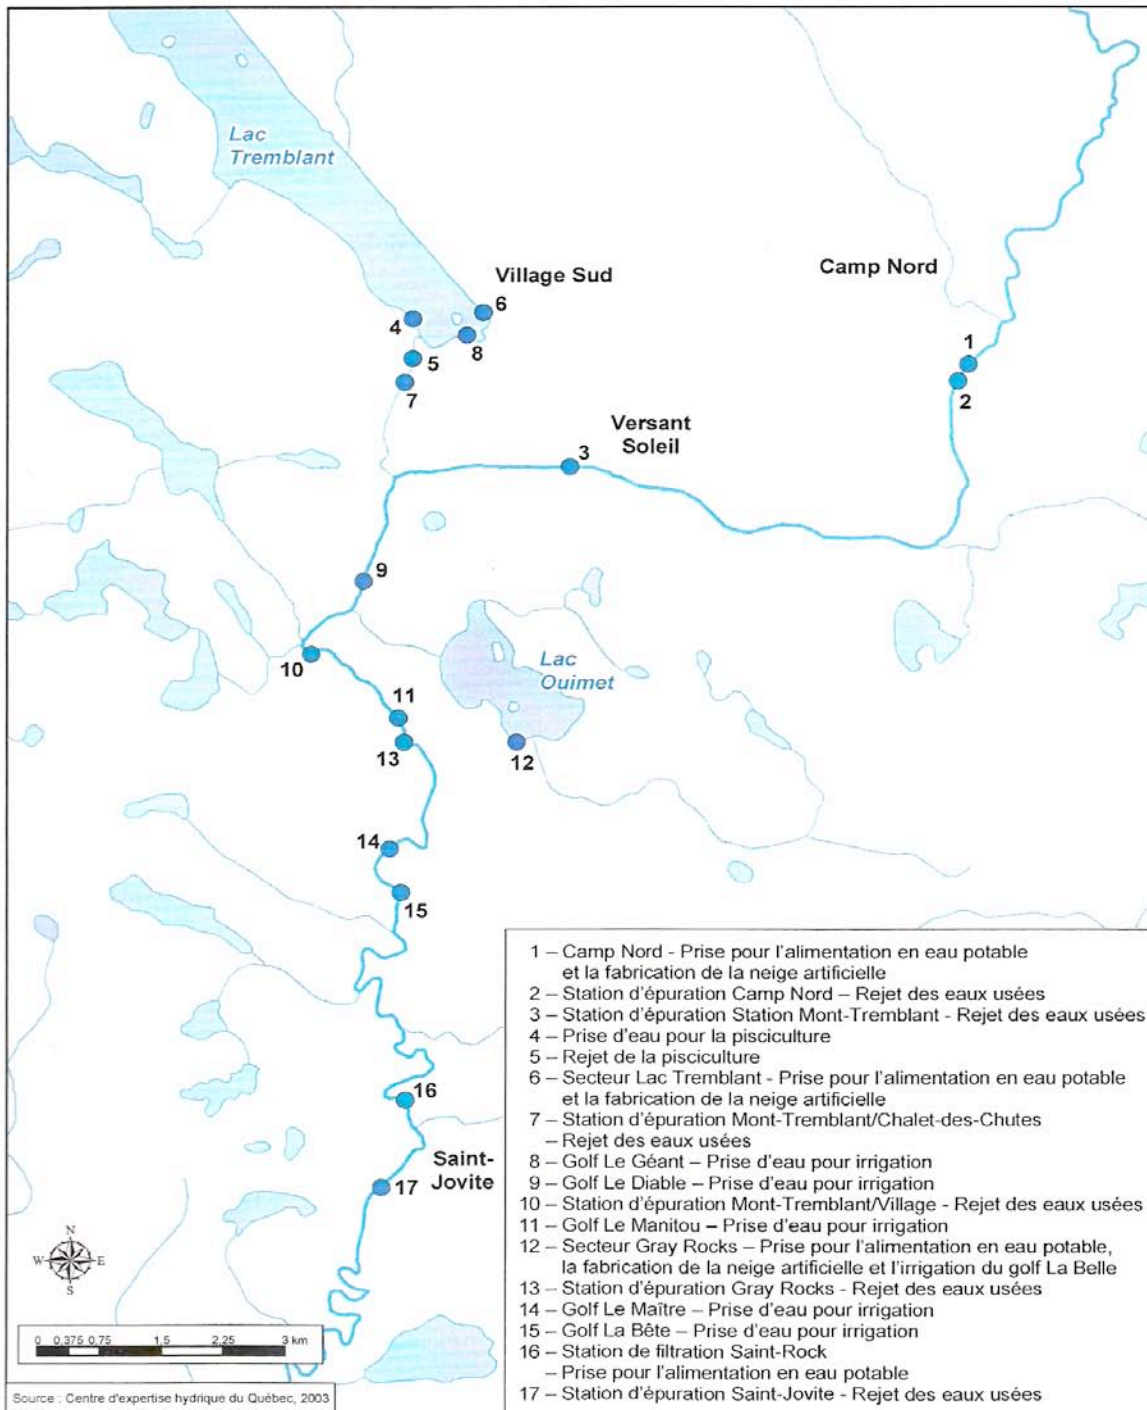 Lac
Tremblant
Village Sud
Camp Nord
6
4
8
5
1
7
2
Versant
Soleil
3
9
Lac
Ouimet
10
11
13
12
14
15
16
Saint-
Jovite
17
N
W
E
S
0 0,375 0,75 1,5 2,25 3 km
Source : Centre d'expertise hydrique du Québec, 2003
1 – Camp Nord - Prise pour l'alimentation en eau potable
et la fabrication de la neige artificielle
2 – Station d'épuration Camp Nord – Rejet des eaux usées
3 – Station d'épuration Station Mont-Tremblant - Rejet des eaux usées
4 – Prise d'eau pour la pisciculture
5 – Rejet de la pisciculture
6 – Secteur Lac Tremblant - Prise pour l'alimentation en eau potable
et la fabrication de la neige artificielle
7 – Station d'épuration Mont-Tremblant/Chalet-des-Chutes
– Rejet des eaux usées
8 – Golf Le Géant – Prise d'eau pour irrigation
9 – Golf Le Diable – Prise d'eau pour irrigation
10 – Station d'épuration Mont-Tremblant/Village - Rejet des eaux usées
11 – Golf Le Manitou – Prise d'eau pour irrigation
12 – Secteur Gray Rocks – Prise pour l'alimentation en eau potable,
la fabrication de la neige artificielle et l'irrigation du golf La Belle
13 – Station d'épuration Gray Rocks - Rejet des eaux usées
14 – Golf Le Maître – Prise d'eau pour irrigation
15 – Golf La Bête – Prise d'eau pour irrigation
16 – Station de filtration Saint-Rock
– Prise pour l'alimentation en eau potable
17 – Station d'épuration Saint-Jovite - Rejet des eaux usées